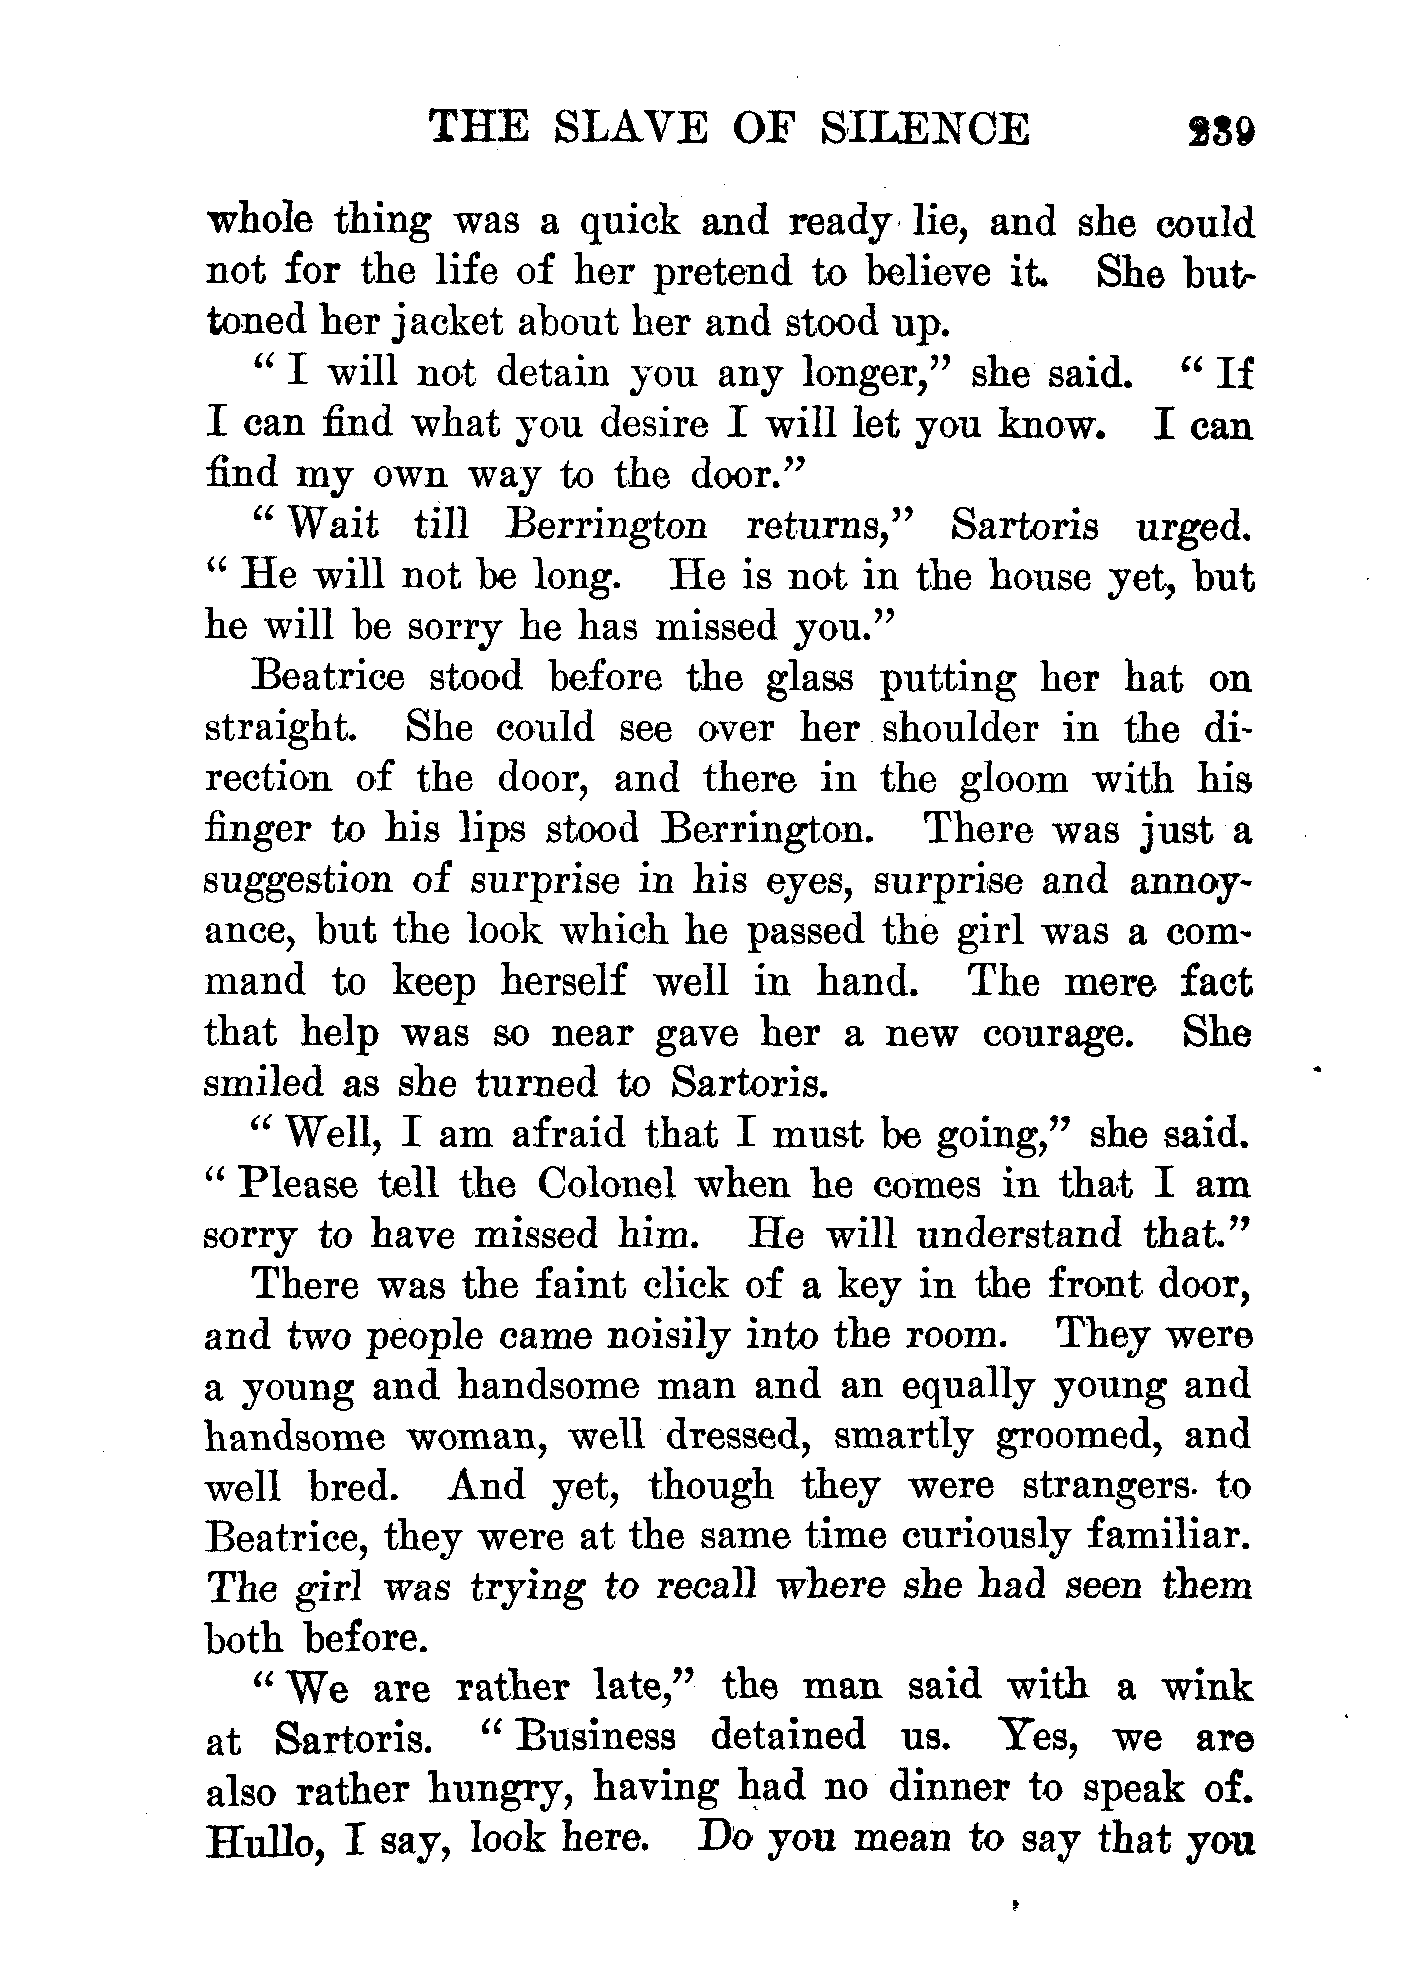 THE SLAVE OF SILENCE 239
whole thing was a quick and ready lie, and she could
not for the life of her pretend to believe it. She but-
toned her jacket about her and stood up.
“ I will not detain you any longer,” she said. “ If
I can find what you desire I will let you know. I can
find my own way to the door.”
“ Wait till Berrington returns,” Sartoris urged.
“ He will not be long. He is not in the house yet, but
he will be sorry he has missed you.”
Beatrice stood before the glass putting her hat on
straight. She could see over her shoulder in the di-
rection of the door, and there in the gloom with his
finger to his lips stood Berrington. There was just a
suggestion of surprise in his eyes, surprise and annoy-
ance, but the look which he passed the girl was a com-
mand to keep herself well in hand. The mere fact
that help was so near gave her a new courage. She
smiled as she turned to Sartoris.
“ Well, I am afraid that I must be going,” she said.
“ Please tell the Colonel when he comes in that I am
sorry to have missed him. He will understand that.”
There was the faint click of a key in the front door,
and two people came noisily into the room. They were
a young and handsome man and an equally young and
handsome woman, well dressed, smartly groomed, and
well bred. And yet, though they were strangers to
Beatrice, they were at the same time curiously familiar.
The girl was trying to recall where she had seen them
both before.
“ We are rather late,” the man said with a wink
at Sartoris. “ Business detained us. Yes, we are
also rather hungry, having had no dinner to speak of.
Hullo, I say, look here. Do you mean to say that you